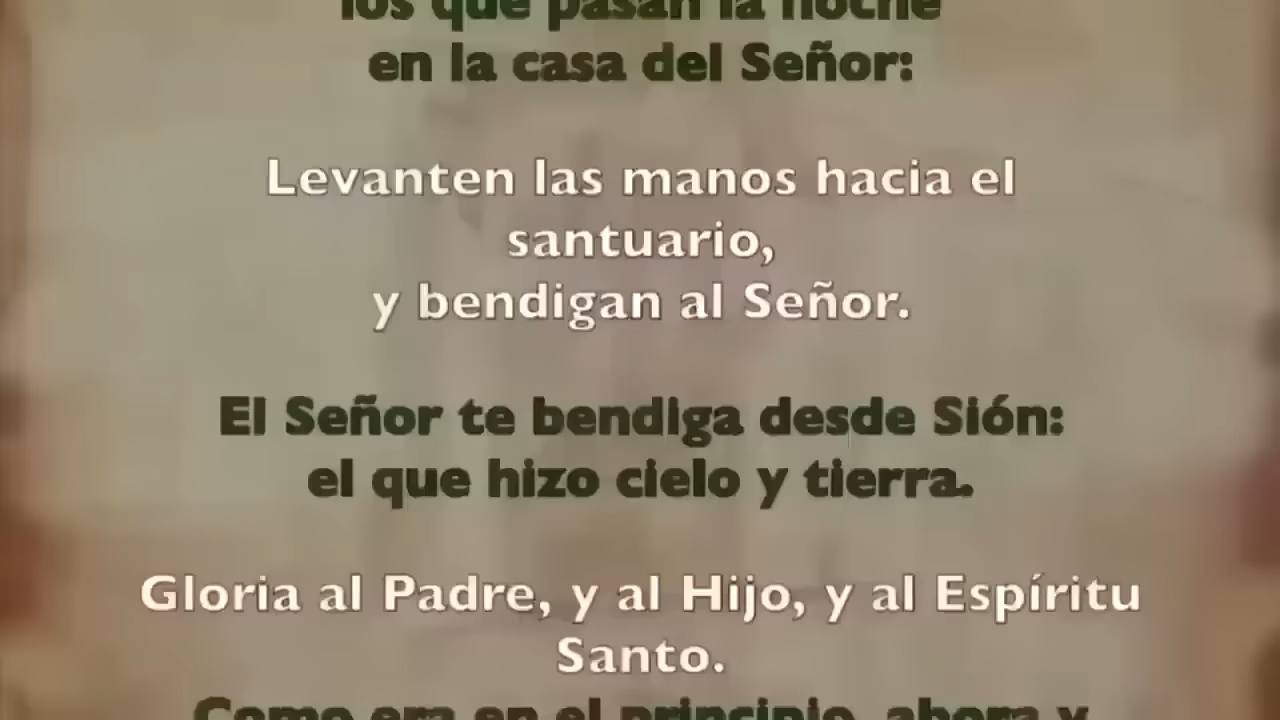 los que pasan la noche
en la casa del Señor:
Levanten las manos hacia el
santuario,
y bendigan al Señor.
El Señor te bendiga desde Sión:
el que hizo cielo y tierra.
Gloria al Padre, y al Hijo, y al Espíritu
Santo.
Como era en el principio, ahora y